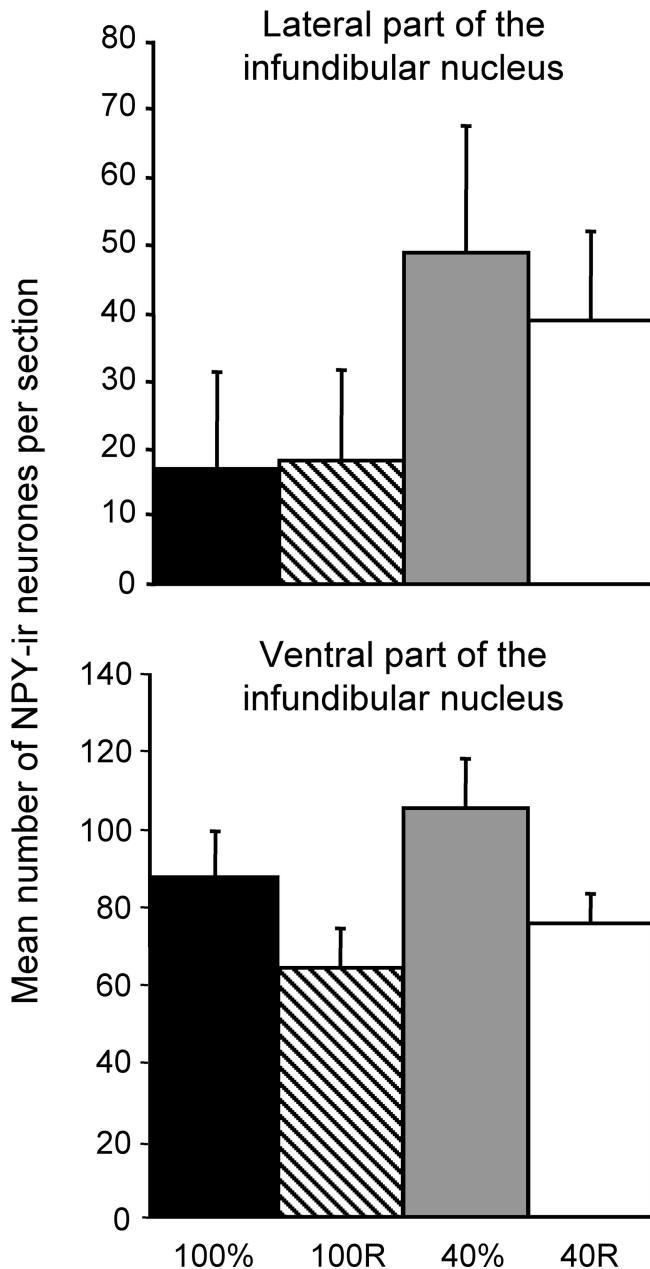 Mean number of NPY-ir neurones per section
Lateral part of the
infundibular nucleus
80
70
60
50
40
30
20
10
0
Ventral part of the
infundibular nucleus
140
120
100
80
60
40
20
0
100% 100R 40% 40R